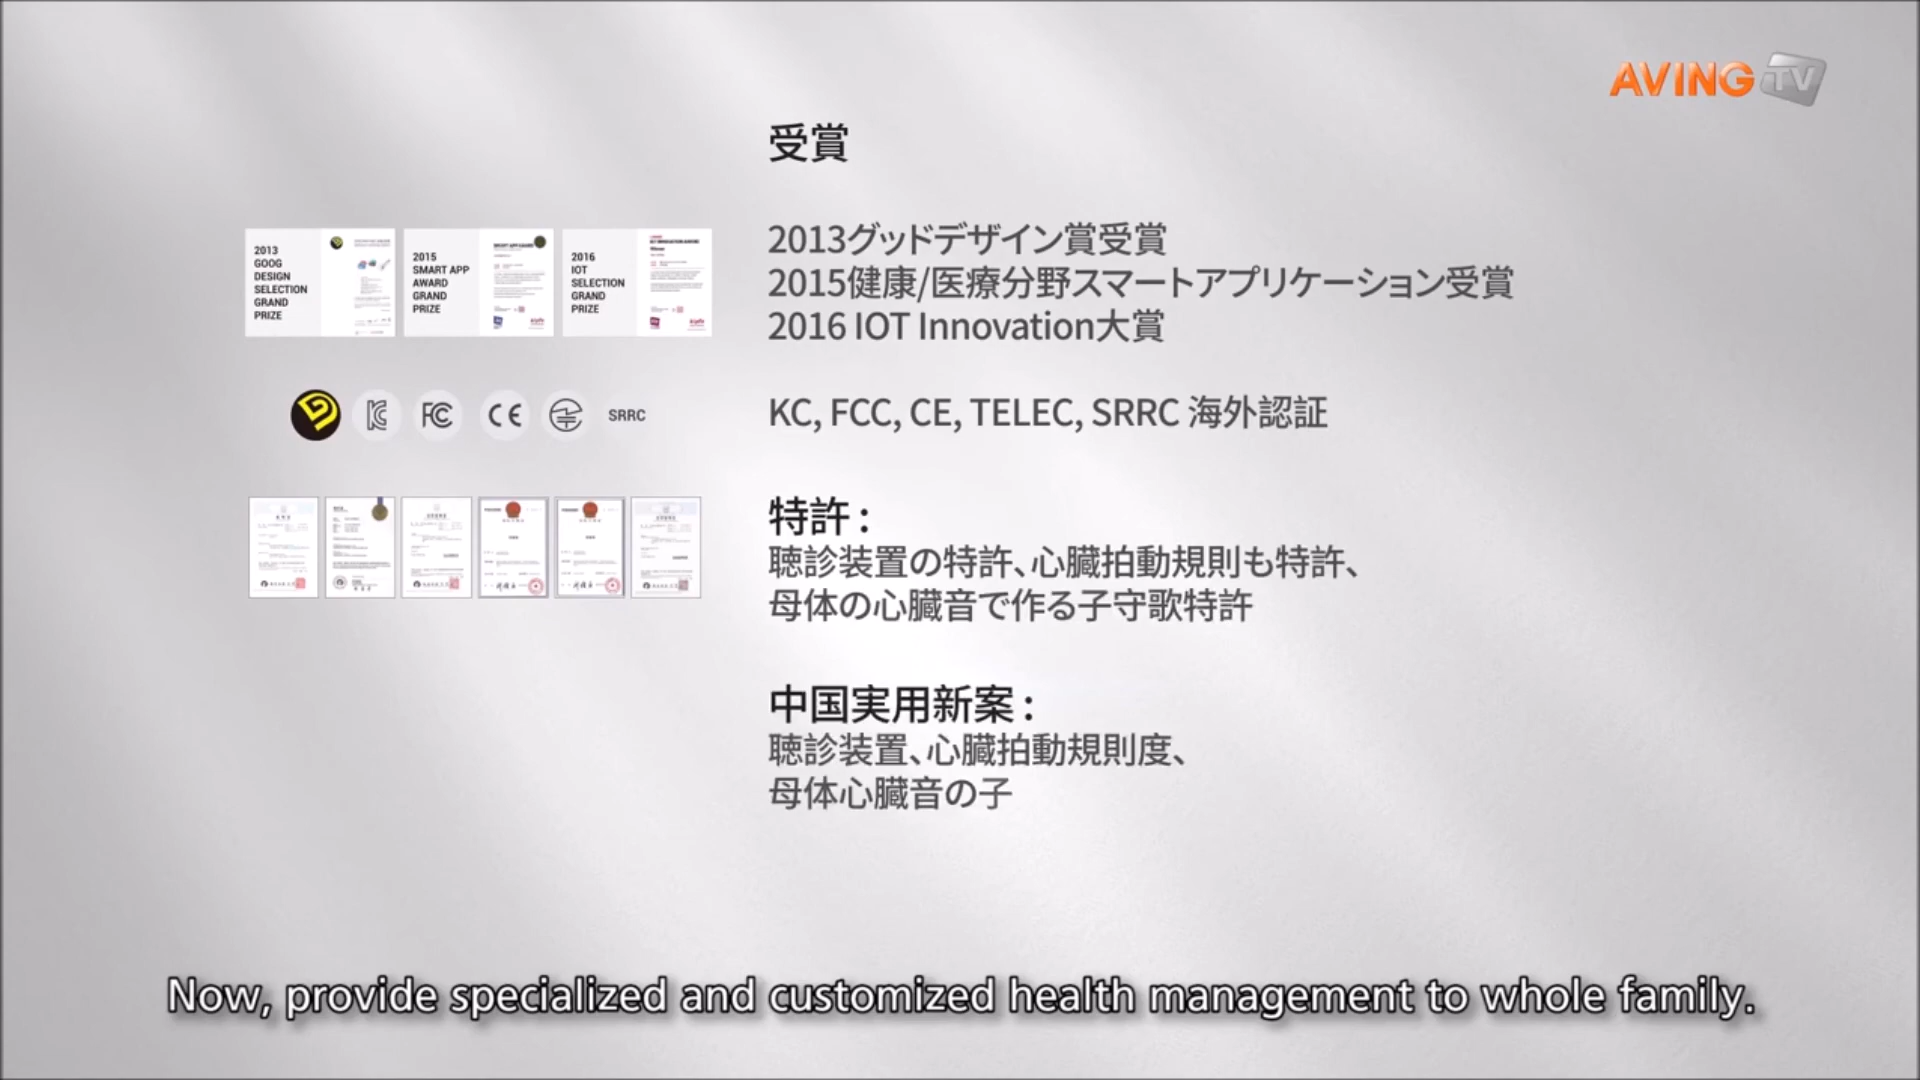 AVING TV
受賞
2013
GOOG
DESIGN
SELECTION
GRAND
PRIZE
2015
SMART APP
AWARD
GRAND
PRIZE
2016
IOT
SELECTION
GRAND
PRIZE
2013グッドデザイン賞受賞
2015健康/医療分野スマートアプリケーション受賞
2016 IOT Innovation大賞
SRRC
KC, FCC, CE, TELEC, SRRC 海外認証
特許 :
聴診装置の特許、心臓拍動規則も特許、
母体の心臓音で作る子守歌特許
中国実用新案 :
聴診装置、心臓拍動規則度、
母体心臓音の子
Now, provide specialized and customized health management to whole family.